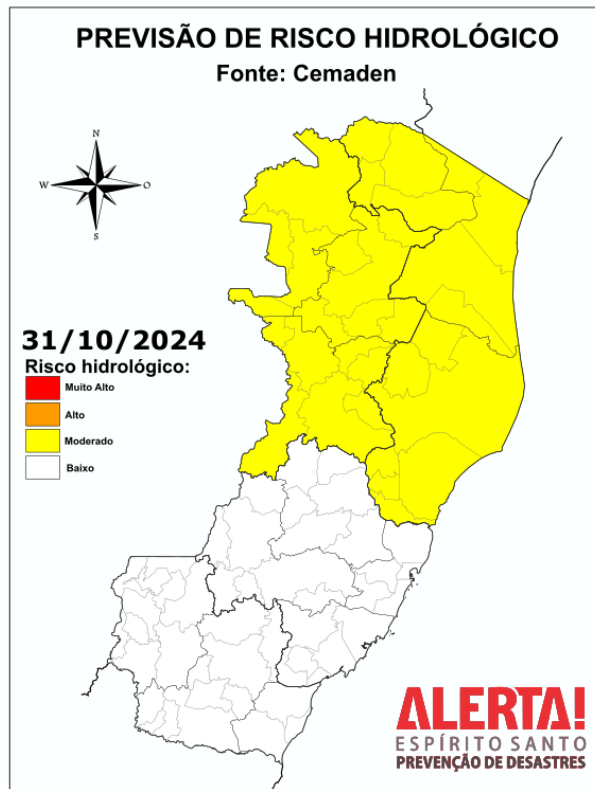 PREVISÃO DE RISCO HIDROLÓGICO
Fonte: Cemaden
N
W
O
S
31/10/2024
Risco hidrológico:
Muito Alto
Alto
Moderado
Baixo
ALERTA!
ESPÍRITO SANTO
PREVENÇÃO DE DESASTRES